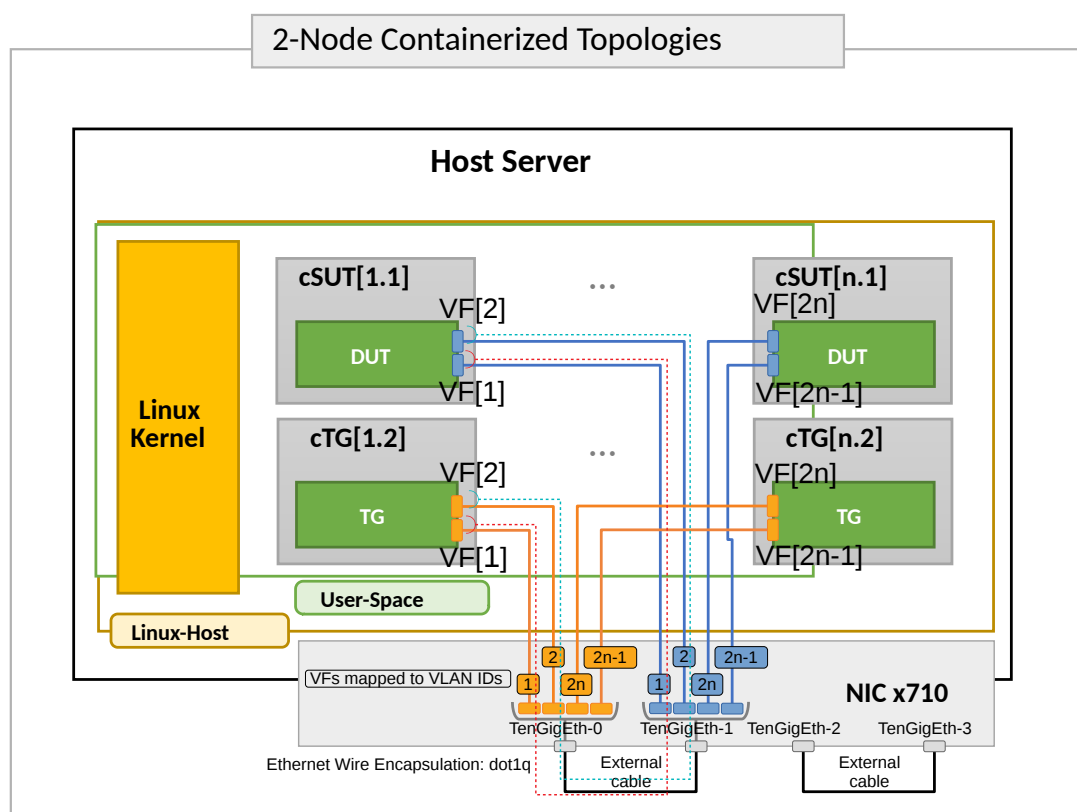 2-Node Containerized Topologies
Host Server
cSUT[1.1]
...
cSUT[n.1]
VF[2]
VF[2n]
DUT
DUT
VF[1]
VF[2n-1]
Linux
Kernel
cTG[1.2]
...
cTG[n.2]
VF[2]
VF[2n]
TG
TG
VF[1]
VF[2n-1]
User-Space
Linux-Host
2
2n-1
2
2n-1
VFs mapped to VLAN IDs
1
2n
1
2n
NIC x710
TenGigEth-0
TenGigEth-1
TenGigEth-2
TenGigEth-3
Ethernet Wire Encapsulation: dot1q
External
cable
External
cable